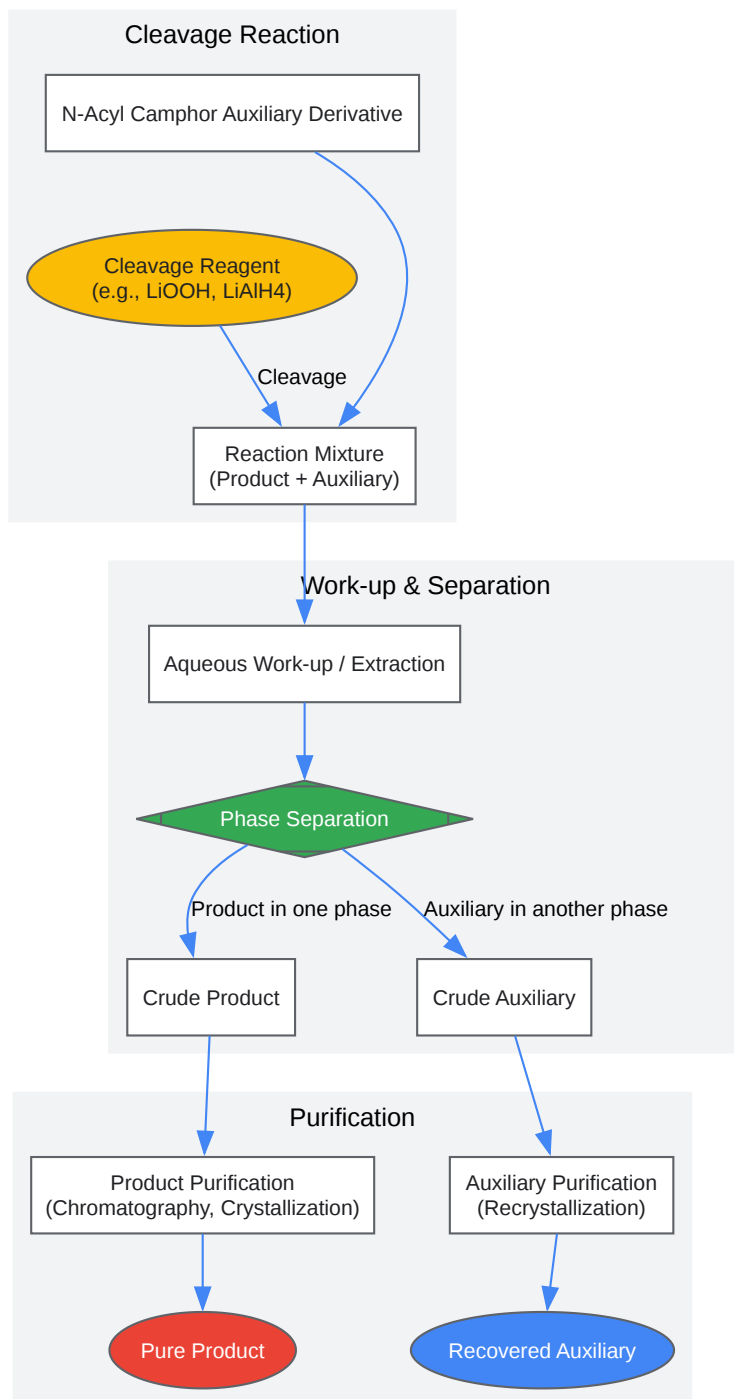 Cleavage Reaction
N-Acyl Camphor Auxiliary Derivative
Cleavage Reagent
(e.g., LiOOH, LiAlH4)
Cleavage
Reaction Mixture
(Product + Auxiliary)
Work-up & Separation
Aqueous Work-up / Extraction
Phase Separation
Product in one phase
Auxiliary in another phase
Crude Product
Crude Auxiliary
Purification
Product Purification
(Chromatography, Crystallization)
Auxiliary Purification
(Recrystallization)
Pure Product
Recovered Auxiliary